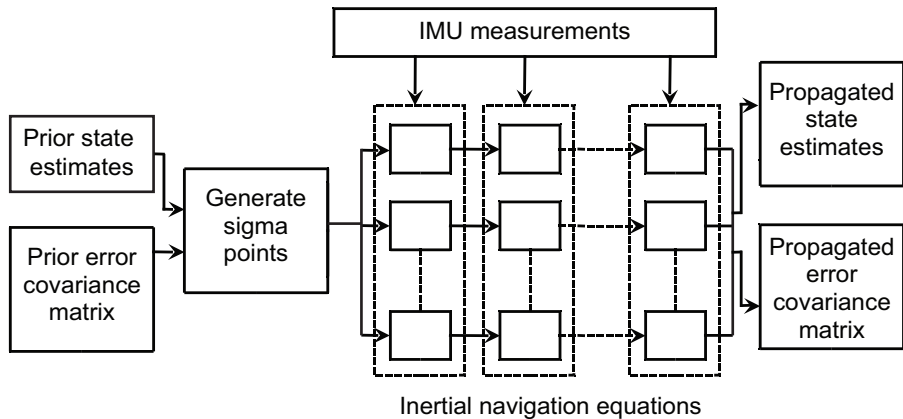 IMU measurements
Prior state
estimates
Prior error
covariance
matrix
Generate
sigma
points
Propagated
state
estimates
Propagated
error
covariance
matrix
Inertial navigation equations